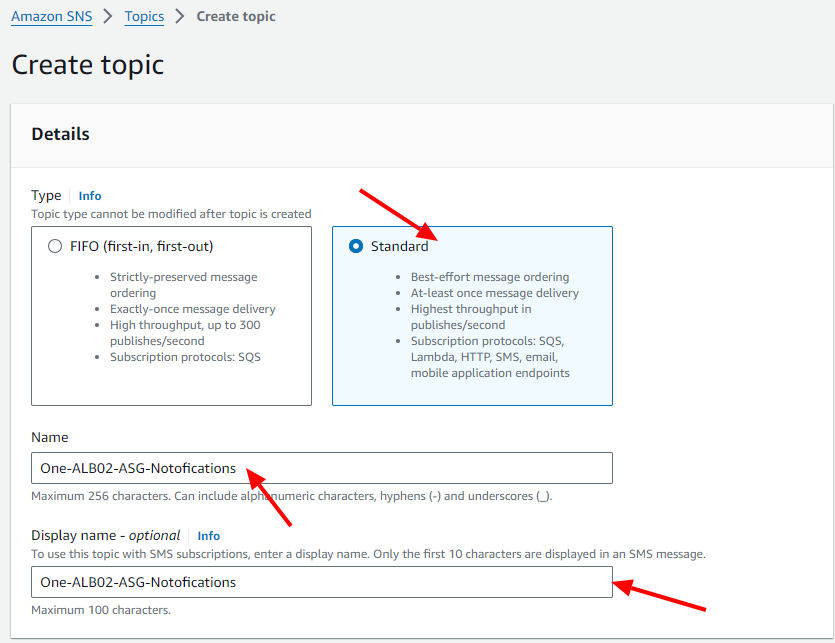 Amazon SNS > Topics > Create topic
Create topic
Details
Type | Info
Topic type cannot be modified after topic is created
FIFO (first-in, first-out)
• Strictly-preserved message
ordering
• Exactly-once message delivery
• High throughput, up to 300
publishes/second
• Subscription protocols: SQS
Standard
• Best-effort message ordering
• At-least once message delivery
• Highest throughput in
publishes/second
• Subscription protocols: SQS,
Lambda, HTTP, SMS, email,
mobile application endpoints
Name
One-ALB02-ASG-Notofications
Maximum 256 characters. Can include alphanumeric characters, hyphens (-) and underscores (_).
Display name - optional | Info
To use this topic with SMS subscriptions, enter a display name. Only the first 10 characters are displayed in an SMS message.
One-ALB02-ASG-Notofications
Maximum 100 characters.